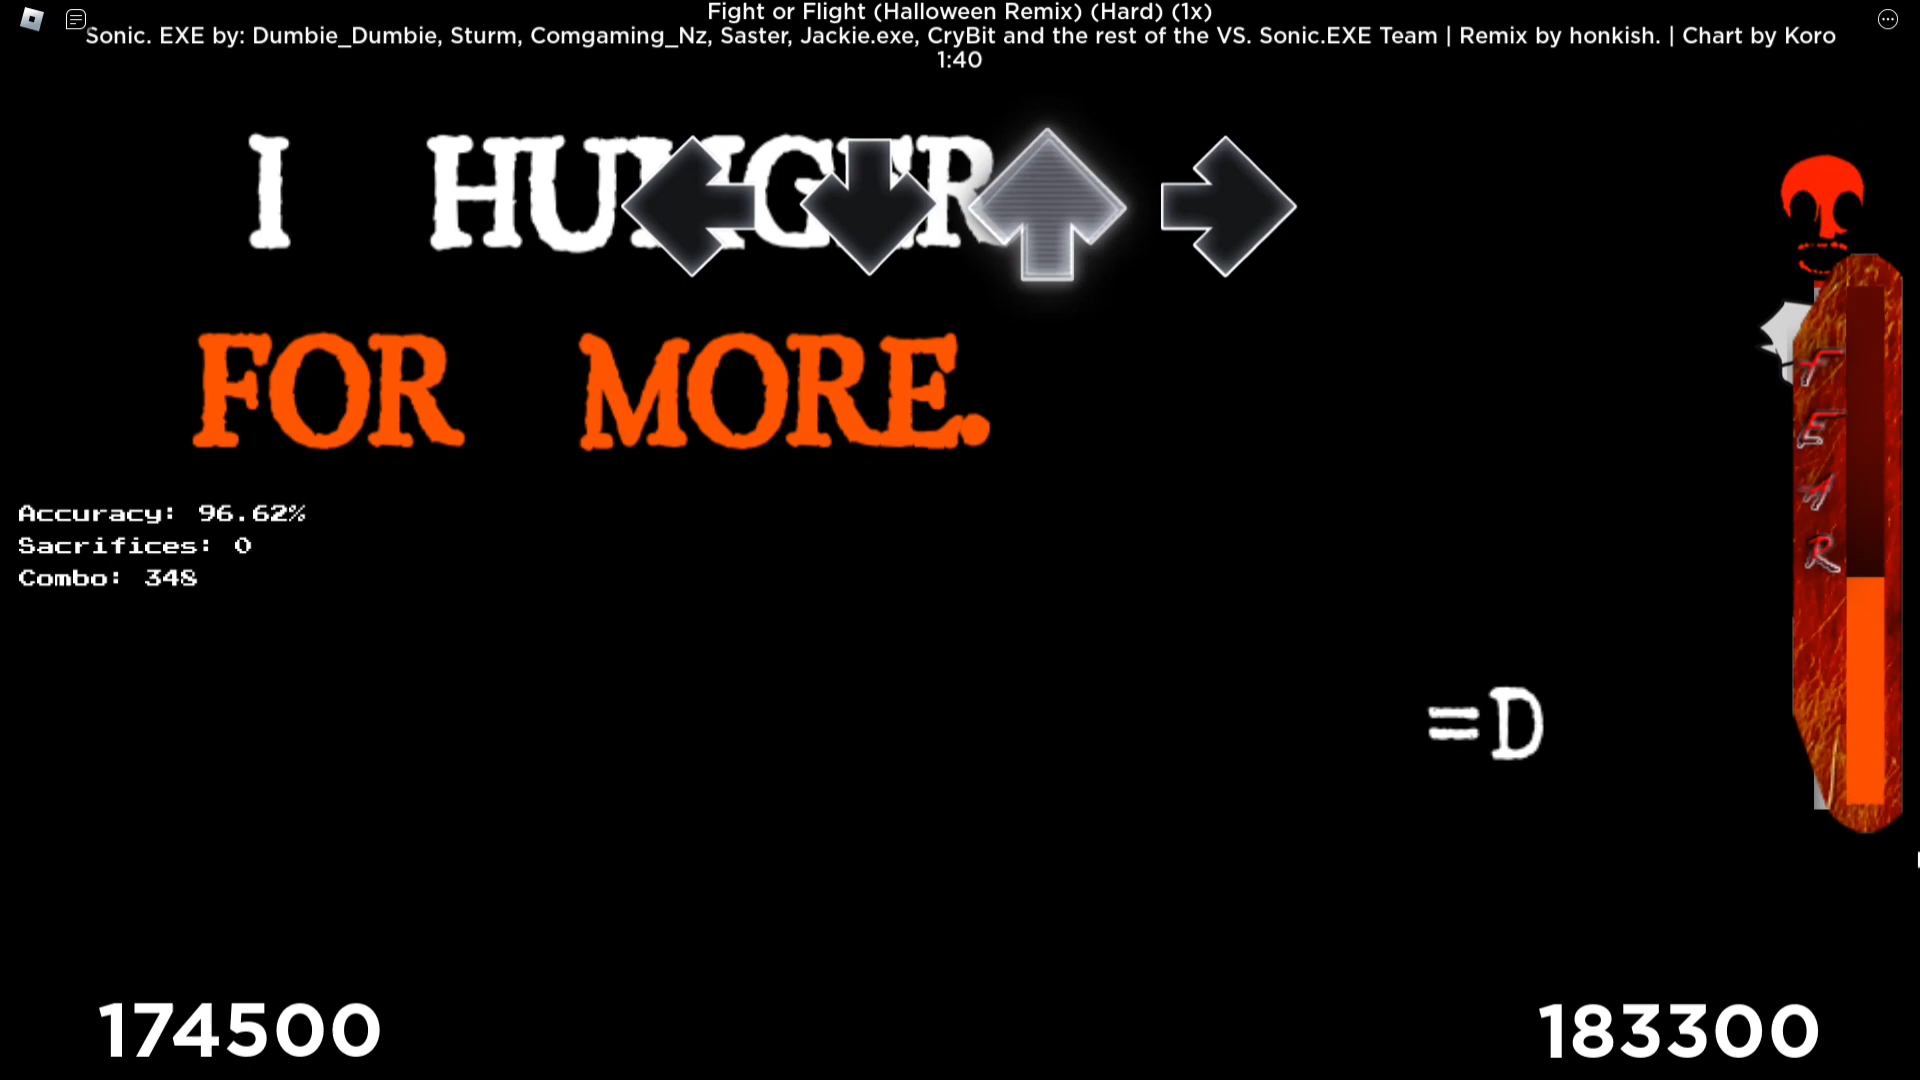 Fight or Flight (Halloween Remix) (Hard) (1x)
Sonic. EXE by: Dumbie_Dumbie, Sturm, Comgaming_Nz, Saster, Jackie.exe, CryBit and the rest of the VS. Sonic.EXE Team | Remix by honkish. | Chart by Koro
1:40
I HUNGER
FOR MORE.
FEAR
Accuracy: 96.62%
Sacrifices: 0
Combo: 348
=D
174500
183300